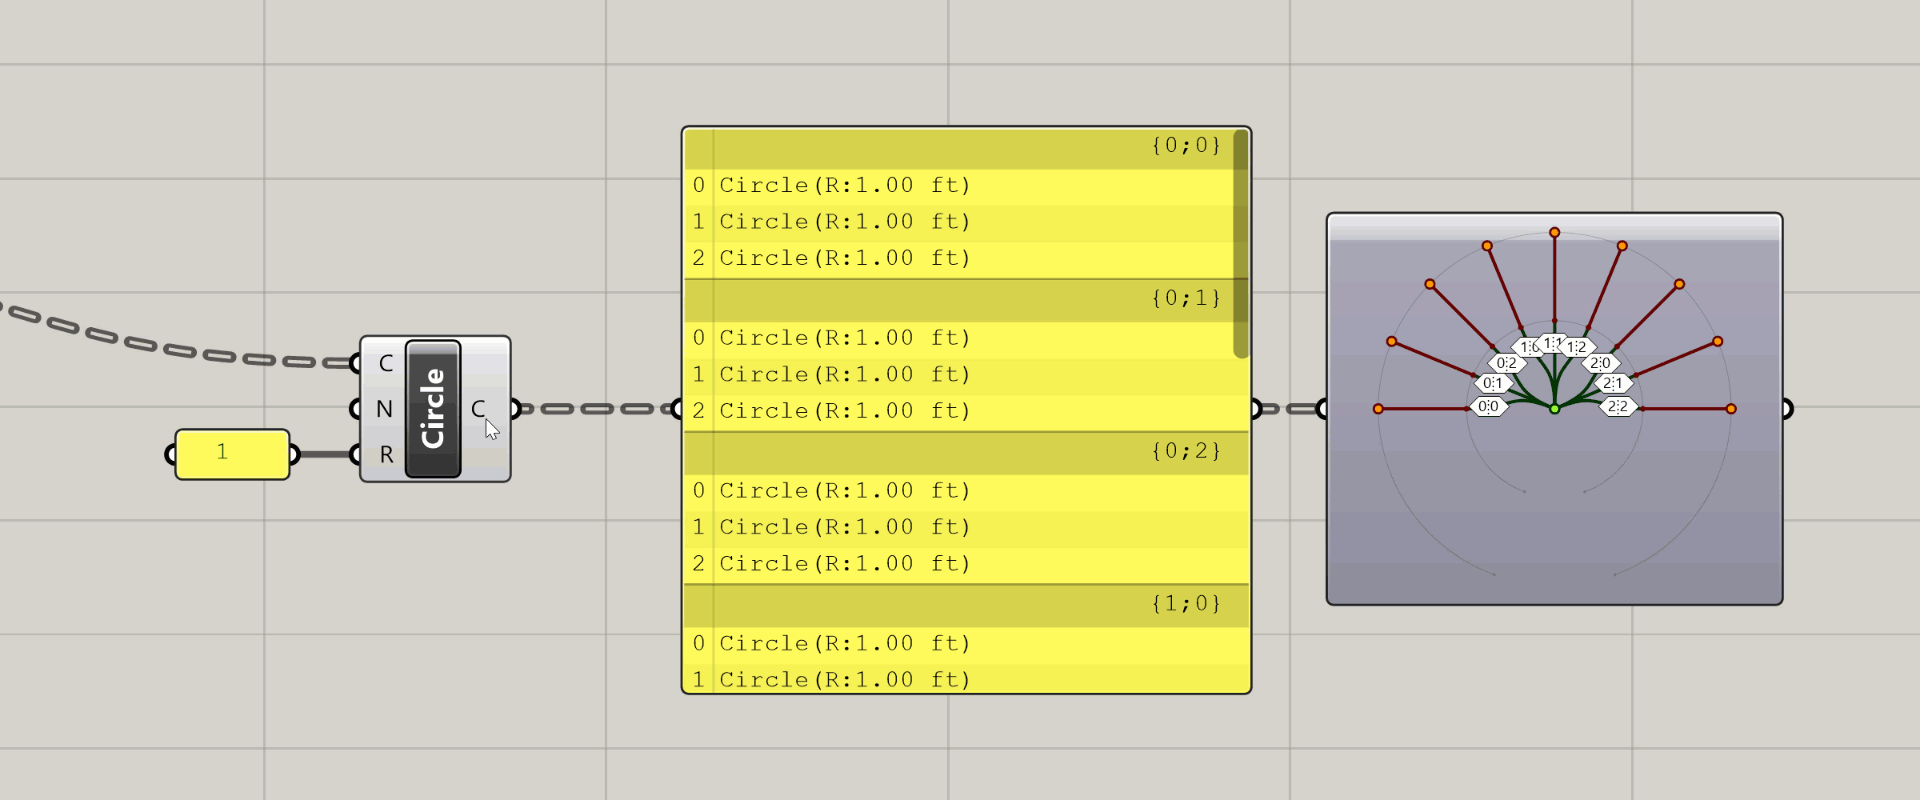 C
N
R
Circle
C
1
{0;0}
0 Circle(R:1.00 ft)
1 Circle(R:1.00 ft)
2 Circle(R:1.00 ft)
{0;1}
0 Circle(R:1.00 ft)
1 Circle(R:1.00 ft)
2 Circle(R:1.00 ft)
{0;2}
0 Circle(R:1.00 ft)
1 Circle(R:1.00 ft)
2 Circle(R:1.00 ft)
{1;0}
0 Circle(R:1.00 ft)
1 Circle(R:1.00 ft)
0:0
0:1
0:2
1:1
1:2
2:0
2:1
2:2